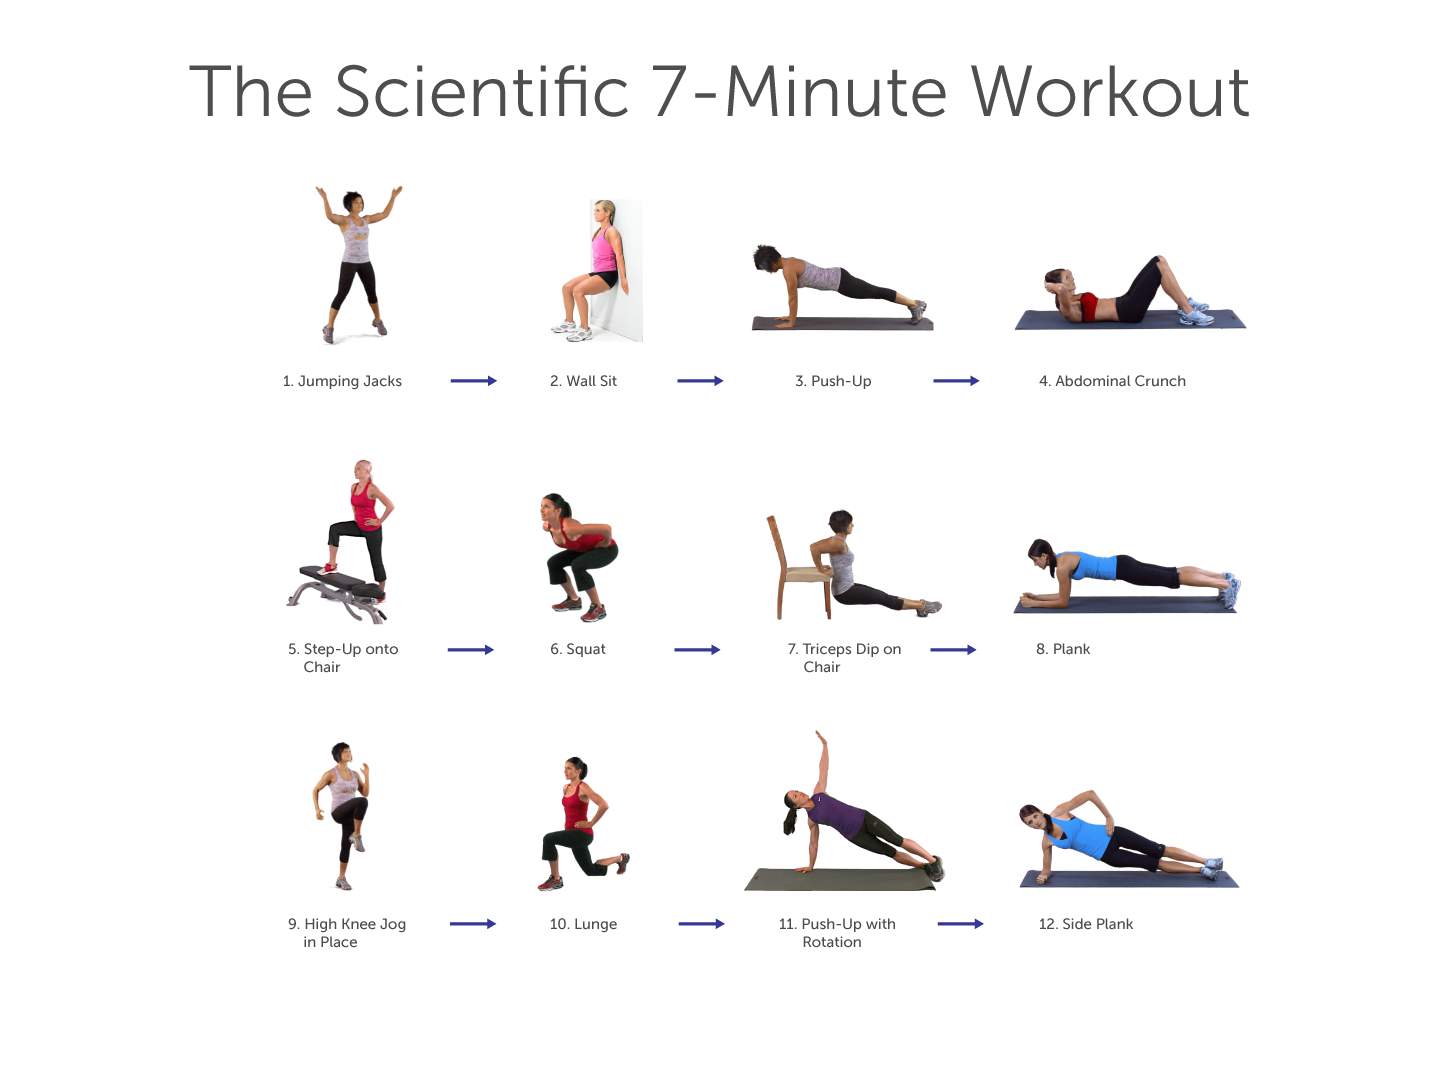 The Scientific 7-Minute Workout
1. Jumping Jacks
2. Wall Sit
3. Push-Up
4. Abdominal Crunch
5. Step-Up onto
Chair
6. Squat
7. Triceps Dip on
Chair
8. Plank
9. High Knee Jog
in Place
10. Lunge
11. Push-Up with
Rotation
12. Side Plank